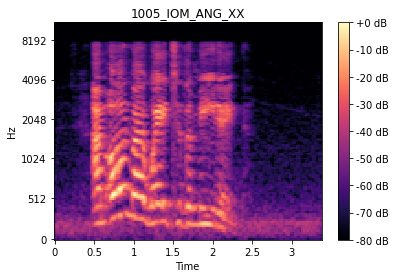 1005_IOM_ANG_XX
8192
4096
2048
1024
512
0
Hz
0 0.5 1 1.5 2 2.5 3
Time
+0 dB
-10 dB
-20 dB
-30 dB
-40 dB
-50 dB
-60 dB
-70 dB
-80 dB